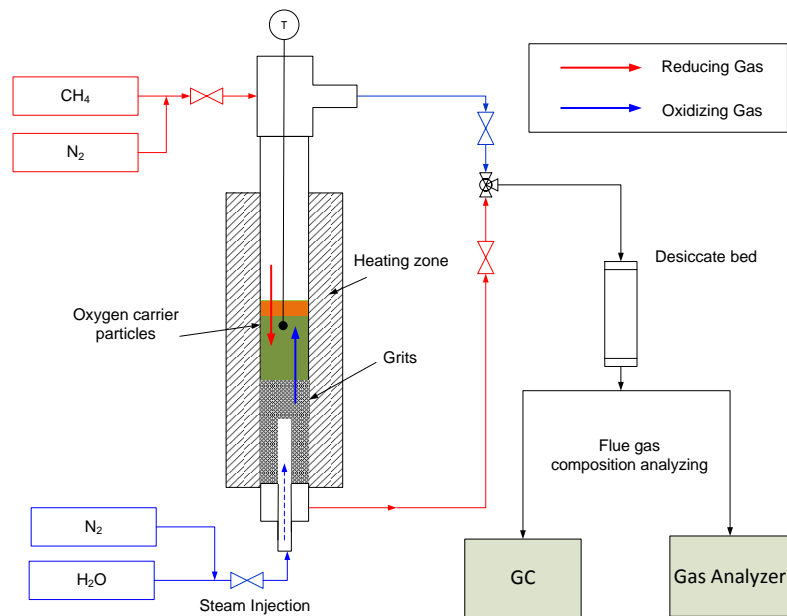 T
CH₄
N₂
Reducing Gas
Oxidizing Gas
Heating zone
Desiccate bed
Oxygen carrier
particles
Grits
Flue gas
composition analyzing
N₂
H₂O
Steam Injection
GC
Gas Analyzer